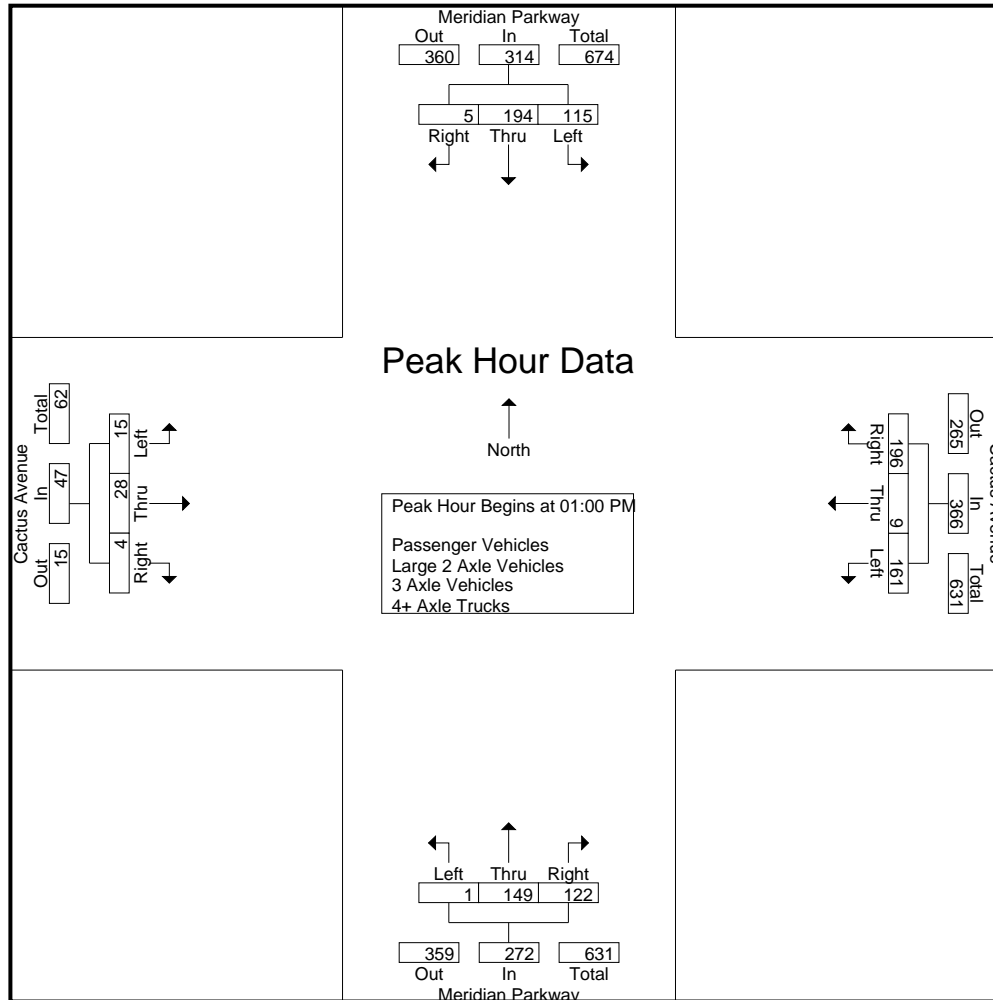 Meridian Parkway
Out In Total
360 314 674
5 194 115
Right Thru Left
Peak Hour Data
North
Peak Hour Begins at 01:00 PM
Passenger Vehicles
Large 2 Axle Vehicles
3 Axle Vehicles
4+ Axle Trucks
Cactus Avenue
Out In Total
15 47 62
Left Thru Right
15 28 4
Out In Total
265 366 631
196 9 161
Right Thru Left
Left Thru Right
1 149 122
359 272 631
Out In Total
Meridian Parkway